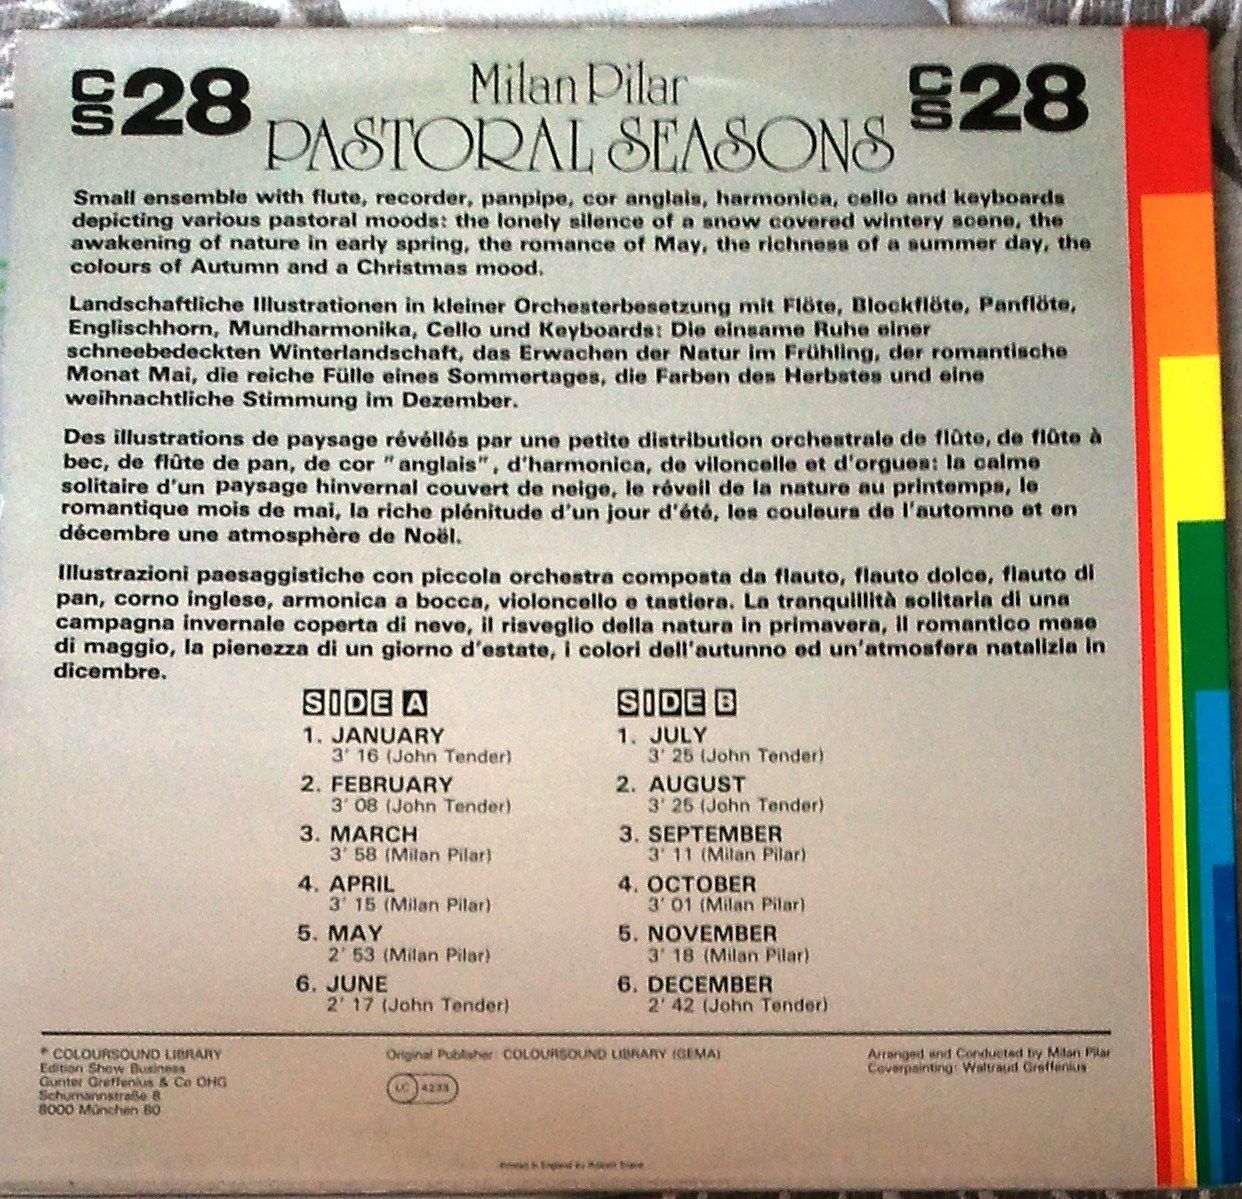 CS 28
Milan Pilar
CS 28
PASTORAL SEASONS
Small ensemble with flute, recorder, panpipe, cor anglais, harmonica, cello and keyboards
depicting various pastoral moods: the lonely silence of a snow covered wintery scene, the
awakening of nature in early spring, the romance of May, the richness of a summer day, the
colours of Autumn and a Christmas mood.
Landschaftliche Illustrationen in kleiner Orchesterbesetzung mit Flöte, Blockflöte, Panflöte,
Englischhorn, Mundharmonika, Cello und Keyboards: Die einsame Ruhe einer
schneebedeckten Winterlandschaft, das Erwachen der Natur im Frühling, der romantische
Monat Mai, die reiche Fülle eines Sommertages, die Farben des Herbstes und eine
weihnachtliche Stimmung im Dezember.
Des illustrations de paysage révéllés par une petite distribution orchestrale de flûte, de flûte à
bec, de flûte de pan, de cor "anglais", d'harmonica, de viloncelle et d'orgues: la calme
solitaire d'un paysage hinvernal couvert de neige, le réveil de la nature au printemps, le
romantique mois de mai, la riche plénitude d'un jour d'été, les couleurs de l'automne et en
décembre une atmosphère de Noël.
Illustrazioni paesaggistiche con piccola orchestra composta da flauto, flauto dolce, flauto di
pan, corno inglese, armonica a bocca, violoncello e tastiera. La tranquillità solitaria di una
campagna invernale coperta di neve, il risveglio della natura in primavera, il romantico mese
di maggio, la pienezza di un giorno d'estate, i colori dell'autunno ed un'atmosfera natalizia in
dicembre.
SIDE A
1. JANUARY
3' 16 (John Tender)
2. FEBRUARY
3' 08 (John Tender)
3. MARCH
3' 58 (Milan Pilar)
4. APRIL
3' 15 (Milan Pilar)
5. MAY
2' 53 (Milan Pilar)
6. JUNE
2' 17 (John Tender)
SIDE B
1. JULY
3' 25 (John Tender)
2. AUGUST
3' 25 (John Tender)
3. SEPTEMBER
3' 11 (Milan Pilar)
4. OCTOBER
3' 01 (Milan Pilar)
5. NOVEMBER
3' 18 (Milan Pilar)
6. DECEMBER
2' 42 (John Tender)
℗ COLOURSOUND LIBRARY
Edition Show Business
Gunter Greffenius & Co OHG
Schumannstraße 8
8000 München 80
Original Publisher: COLOURSOUND LIBRARY (GEMA)
LC 4233
Arranged and Conducted by Milan Pilar
Coverpainting: Waltraud Greffenius
Printed in England by Robert Stace